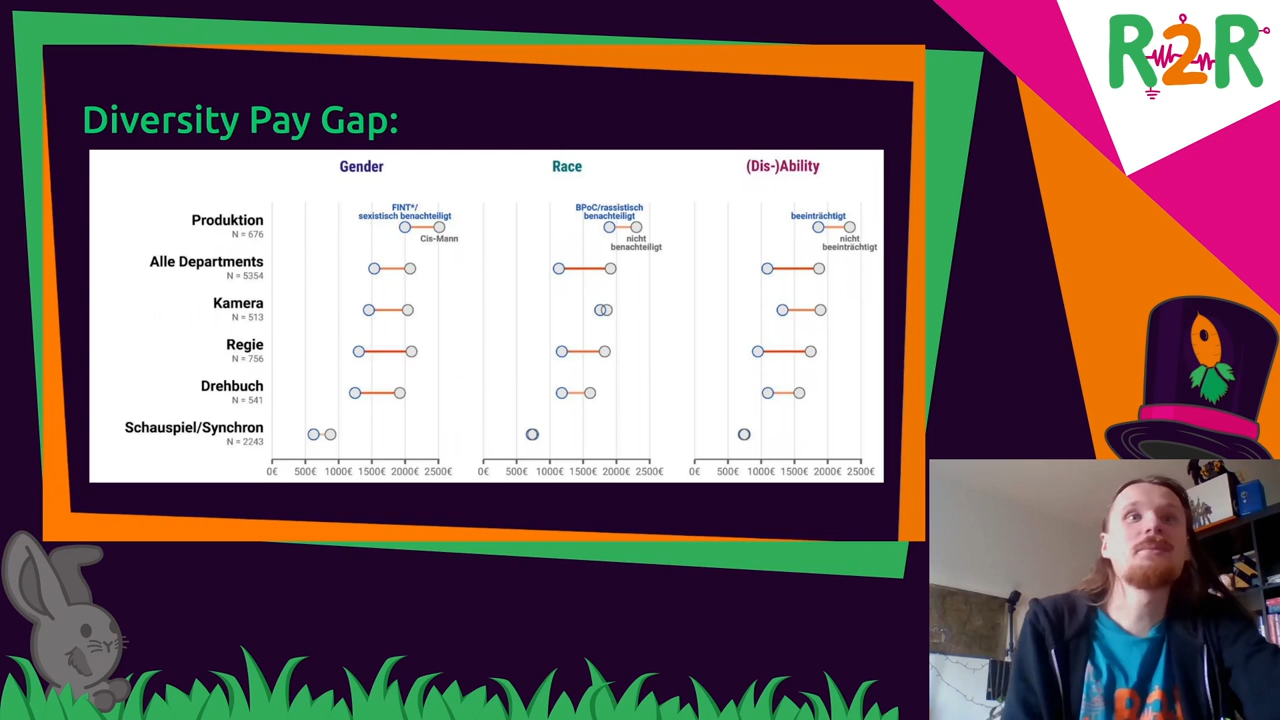 R2R
Diversity Pay Gap:
Gender
Race
(Dis-)Ability
Produktion
N = 676
FINT*/
sexistisch benachteiligt
Cis-Mann
BPoC/rassistisch
benachteiligt
nicht
benachteiligt
beeinträchtigt
nicht
beeinträchtigt
Alle Departments
N = 5354
Kamera
N = 513
Regie
N = 756
Drehbuch
N = 541
Schauspiel/Synchron
N = 2243
0€ 500€ 1000€ 1500€ 2000€ 2500€
0€ 500€ 1000€ 1500€ 2000€ 2500€
0€ 500€ 1000€ 1500€ 2000€ 2500€